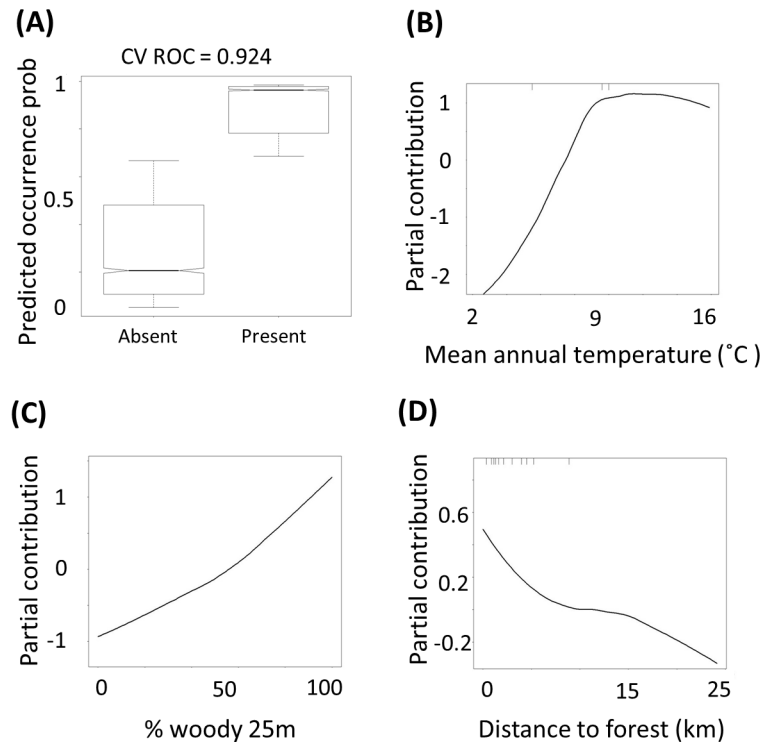 (A)
CV ROC = 0.924
Predicted occurrence prob
1
0.5
0
Absent Present
(B)
Partial contribution
1
0
-1
-2
2 9 16
Mean annual temperature (˚C )
(C)
Partial contribution
1
0
-1
0 50 100
% woody 25m
(D)
Partial contribution
0.6
0.2
-0.2
0 15 25
Distance to forest (km)